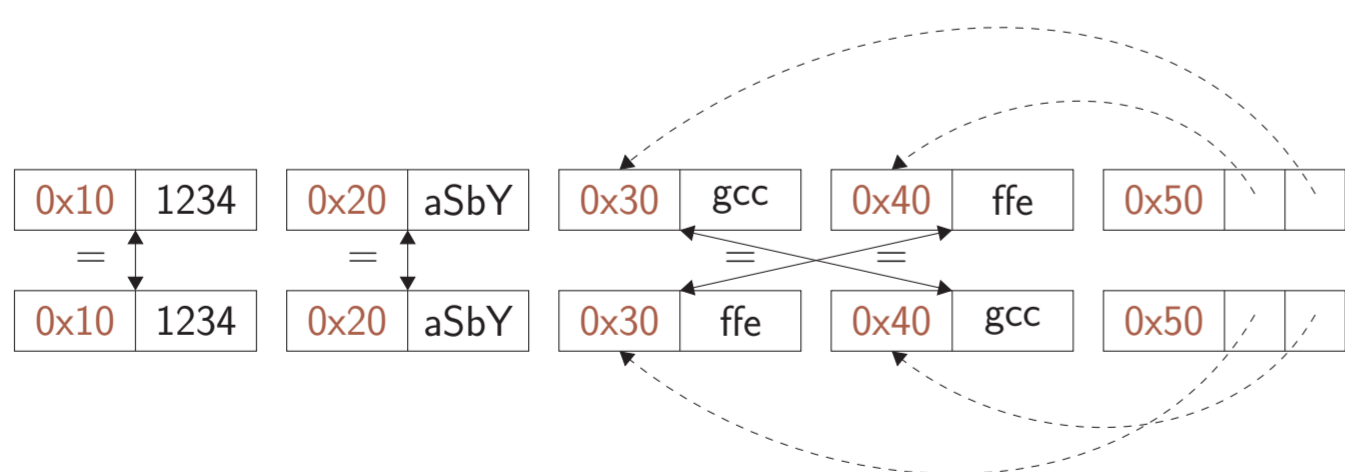 0x10 1234 0x20 aSbY 0x30 gcc 0x40 ffe 0x50
= = = =
0x10 1234 0x20 aSbY 0x30 ffe 0x40 gcc 0x50